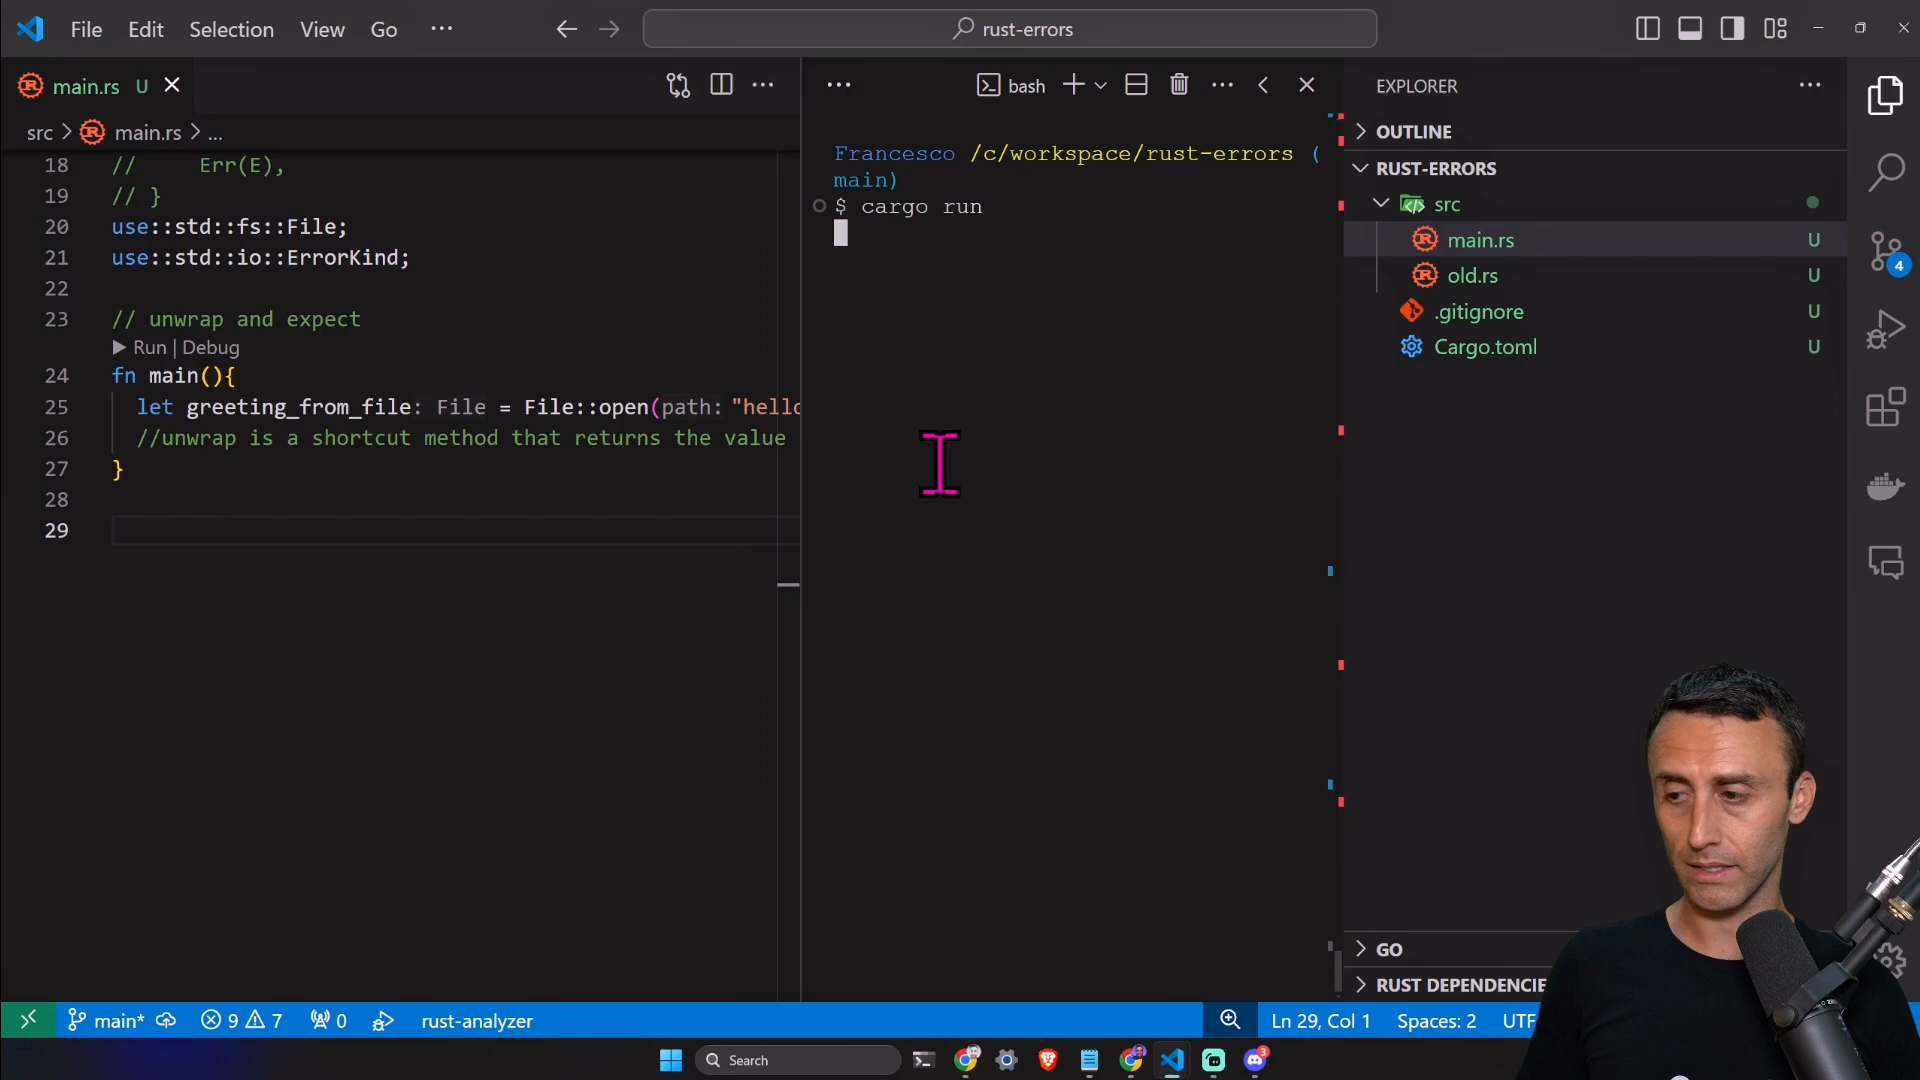 File Edit Selection View Go ··· rust-errors
main.rs U
src > main.rs > ...
18 //     Err(E),
19 // }
20 use::std::fs::File;
21 use::std::io::ErrorKind;
22
23 // unwrap and expect
Run | Debug
24 fn main(){
25 let greeting_from_file: File = File::open(path: "hello
26 //unwrap is a shortcut method that returns the value
27 }
28
29
bash
Francesco /c/workspace/rust-errors (
main)
$ cargo run
EXPLORER
OUTLINE
RUST-ERRORS
src
main.rs U
old.rs U
.gitignore U
Cargo.toml U
4
GO
RUST DEPENDENCIE
main* 9 7 0 rust-analyzer Ln 29, Col 1 Spaces: 2 UTF
Search
3